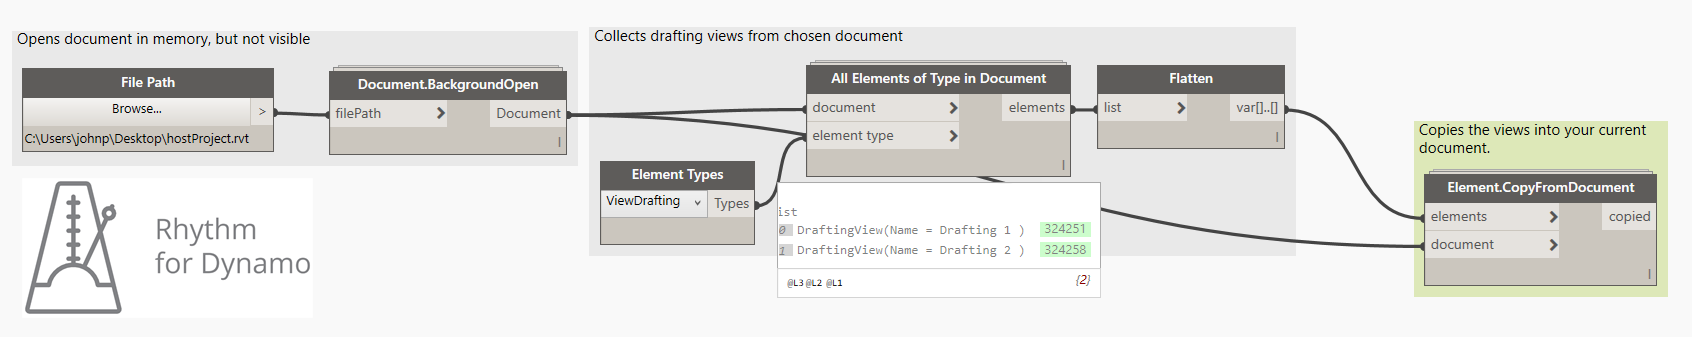 Opens document in memory, but not visible
File Path
Browse...
>
C:\Users\johnp\Desktop\hostProject.rvt
Document.BackgroundOpen
filePath > Document
|
Rhythm
for Dynamo
Collects drafting views from chosen document
Element Types
ViewDrafting Types
All Elements of Type in Document
document > elements
element type >
|
ist
0 DraftingView(Name = Drafting 1 ) 324251
1 DraftingView(Name = Drafting 2 ) 324258
@L3 @L2 @L1 {2}
Flatten
list > var[]..[]
|
Copies the views into your current
document.
Element.CopyFromDocument
elements > copied
document >
|